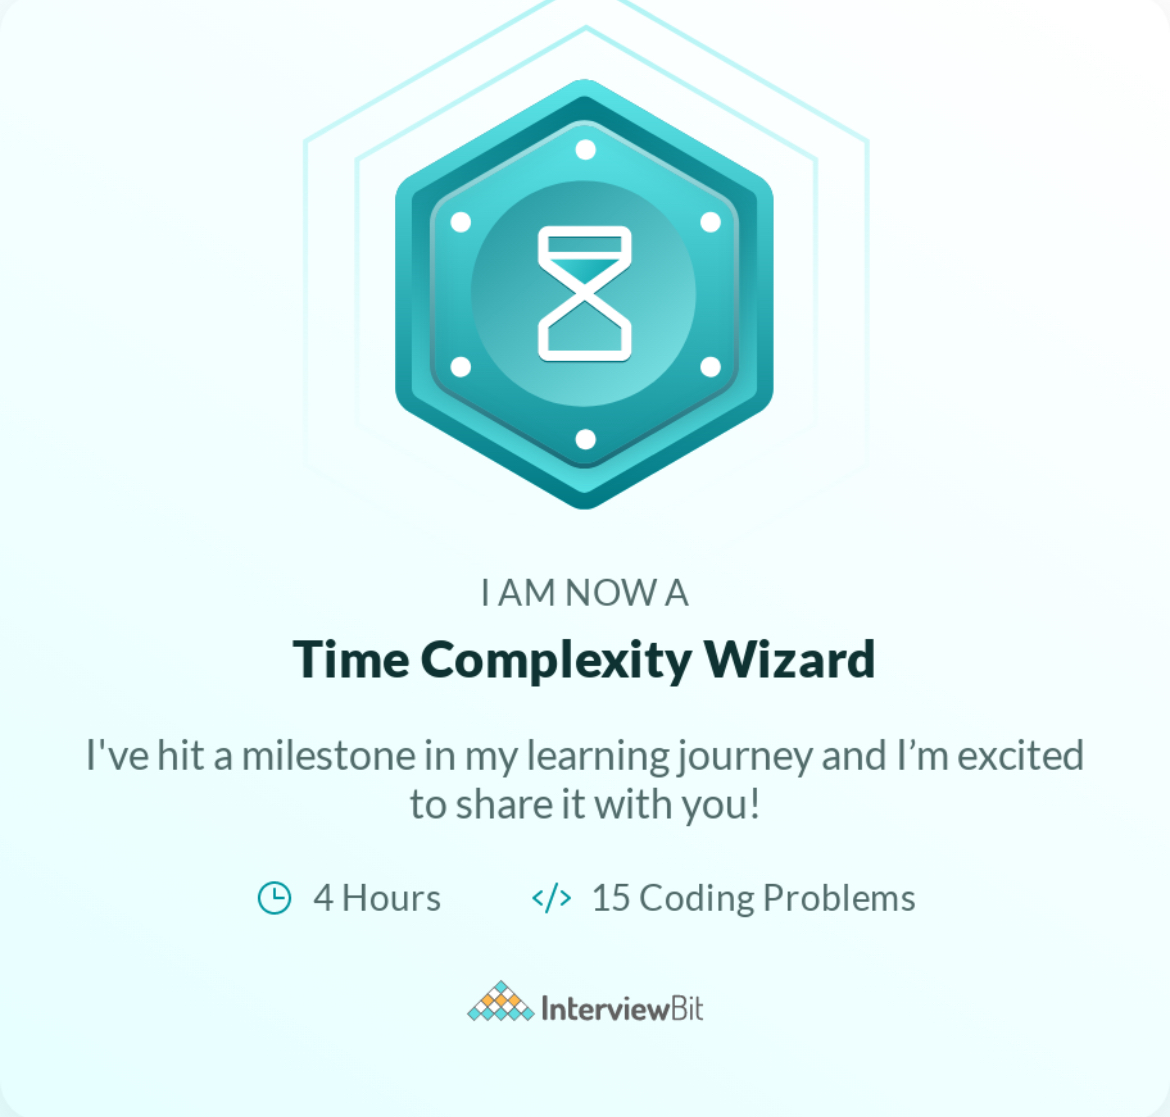 I AM NOW A
Time Complexity Wizard
I've hit a milestone in my learning journey and I’m excited
to share it with you!
4 Hours </> 15 Coding Problems
InterviewBit